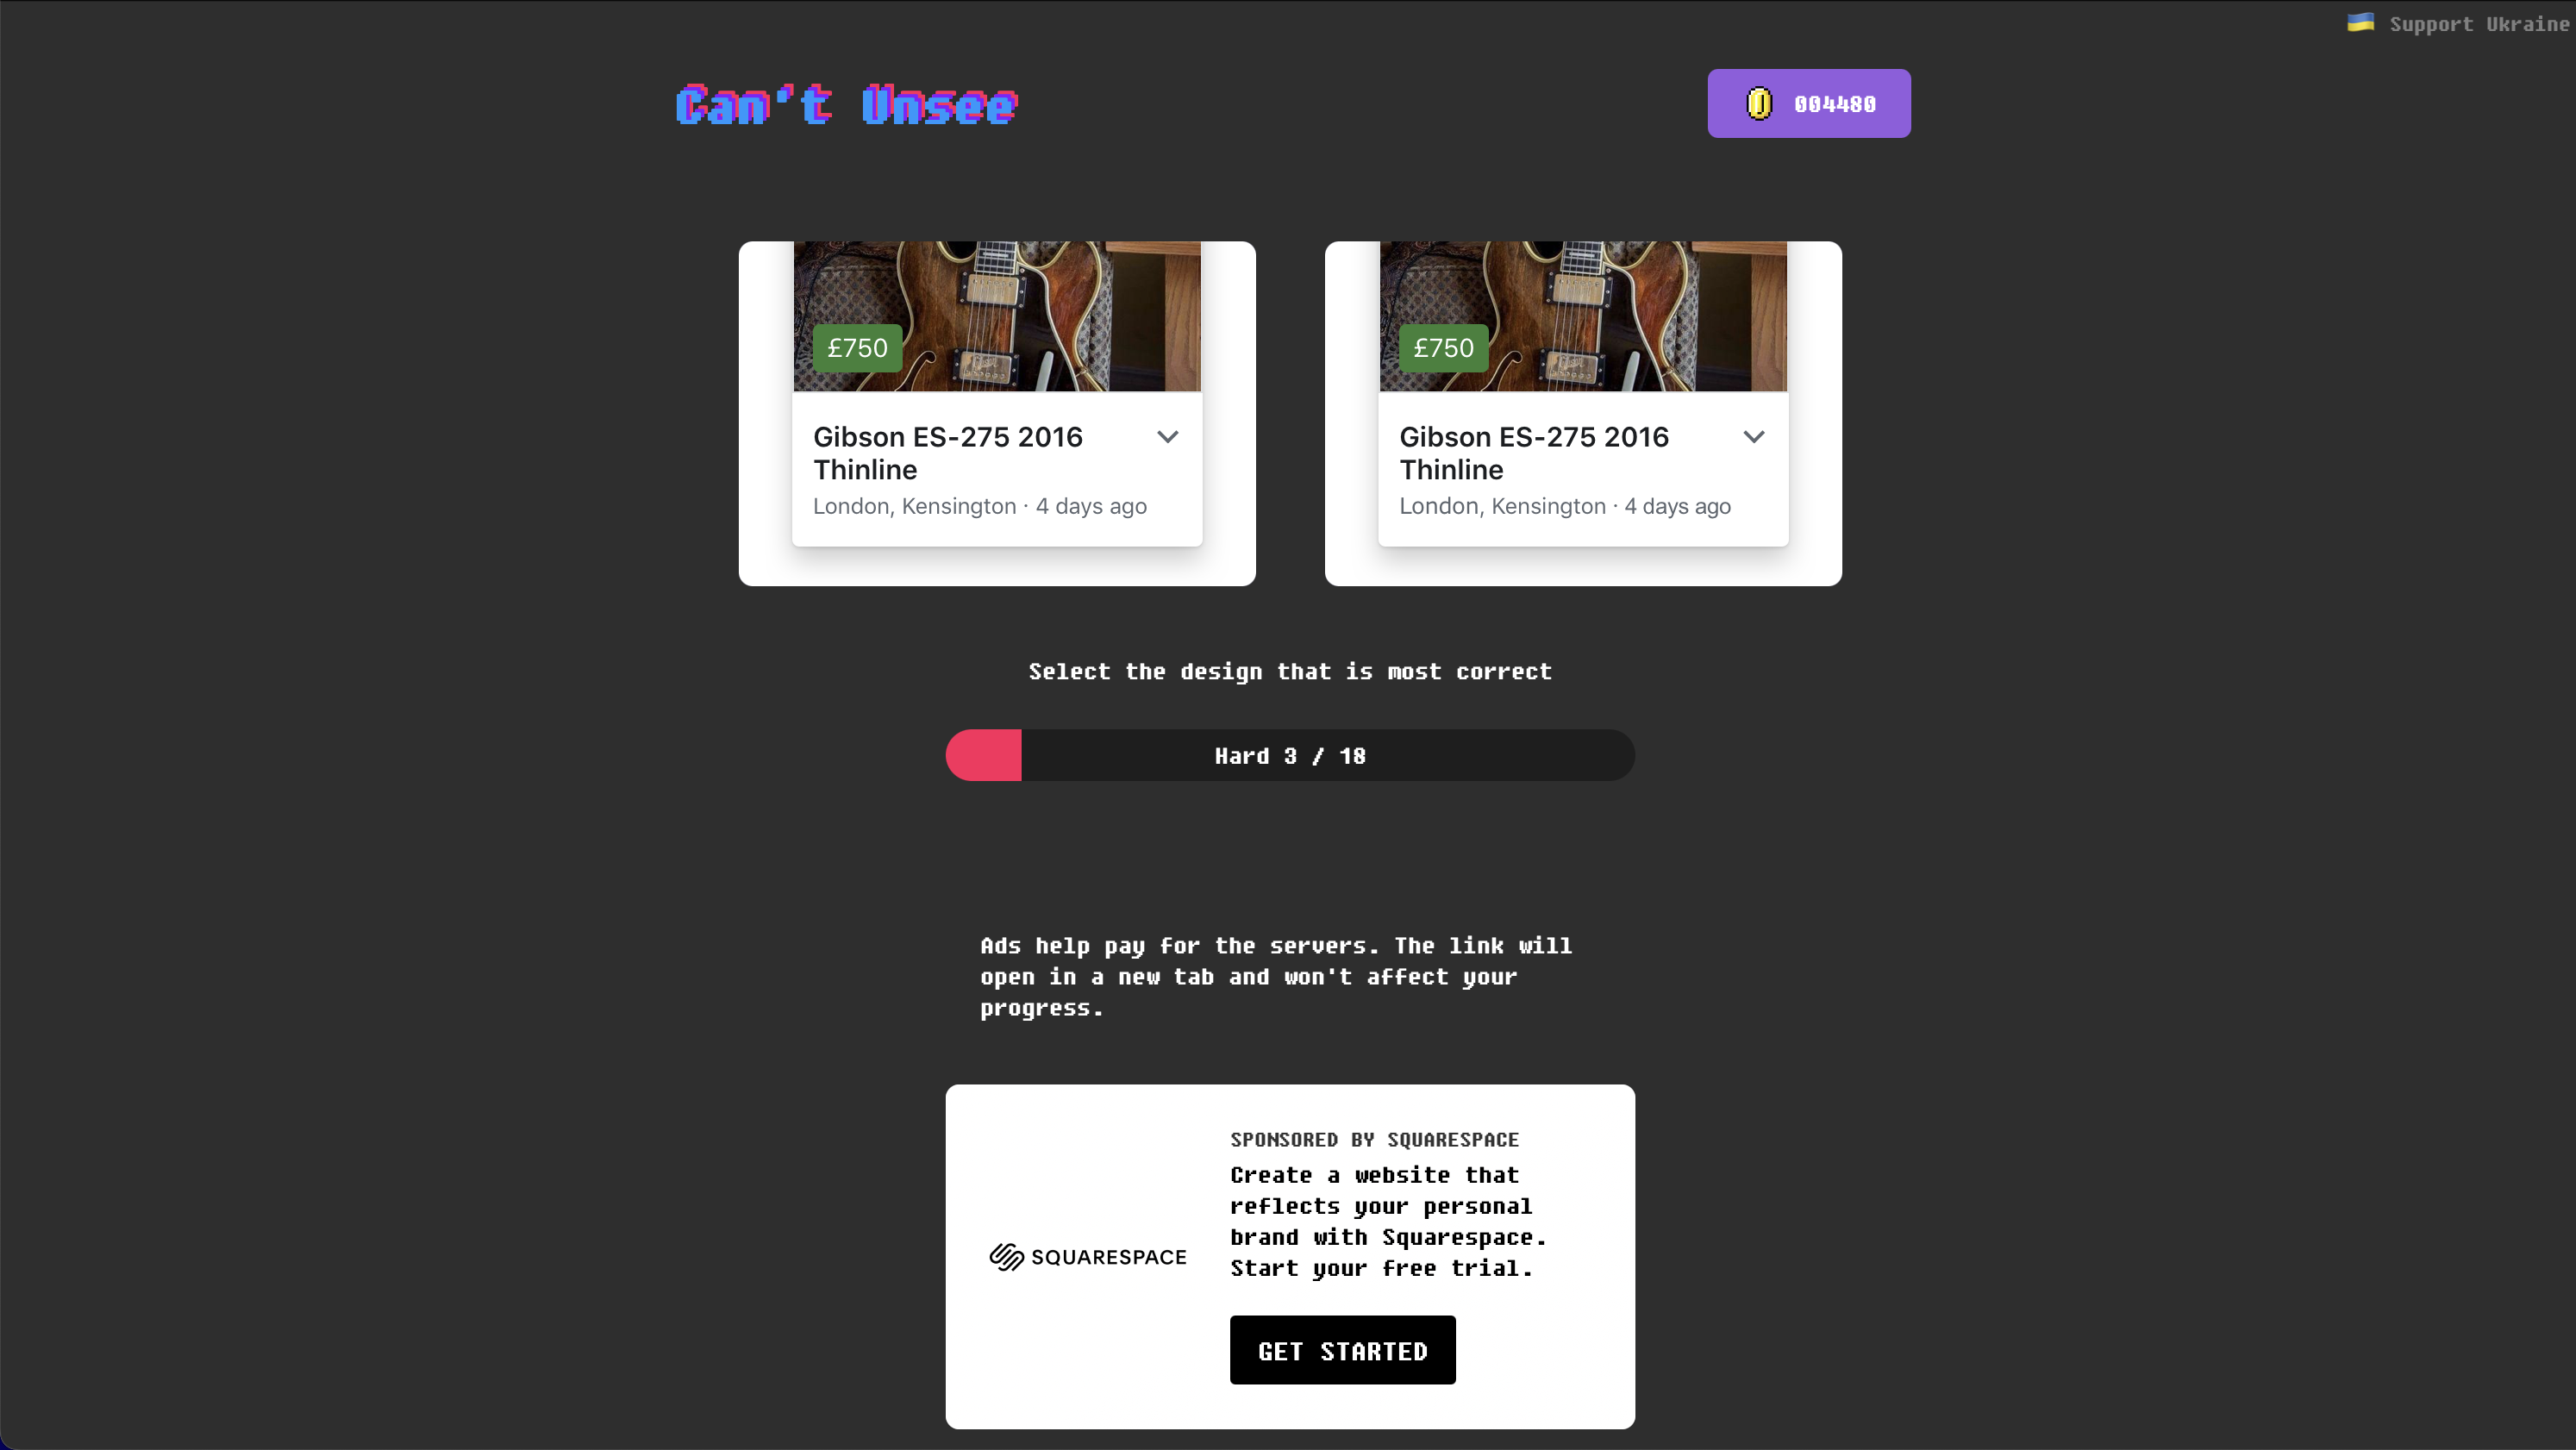 Support Ukraine
Can't Unsee
004480
£750
Gibson ES-275 2016
Thinline
London, Kensington · 4 days ago
£750
Gibson ES-275 2016
Thinline
London, Kensington · 4 days ago
Select the design that is most correct
Hard 3 / 18
Ads help pay for the servers. The link will
open in a new tab and won't affect your
progress.
SQUARESPACE
SPONSORED BY SQUARESPACE
Create a website that
reflects your personal
brand with Squarespace.
Start your free trial.
GET STARTED